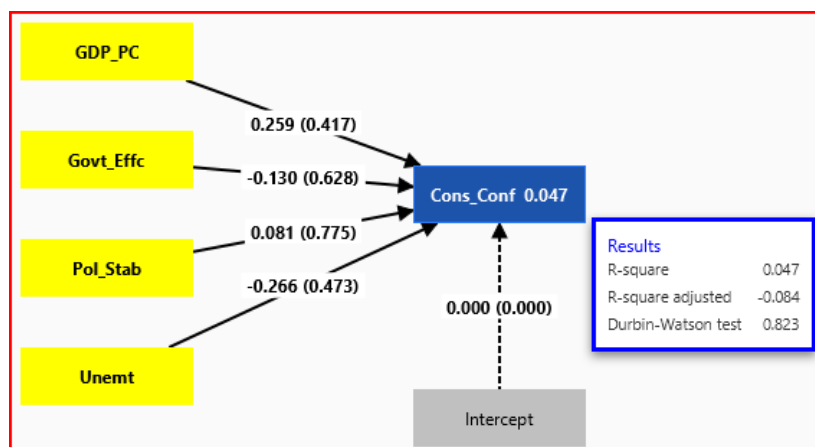 GDP_PC
0.259 (0.417)
Govt_Effc
-0.130 (0.628)
Cons_Conf 0.047
0.081 (0.775)
Pol_Stab
-0.266 (0.473)
Results
R-square 0.047
R-square adjusted -0.084
Durbin-Watson test 0.823
0.000 (0.000)
Unemt
Intercept